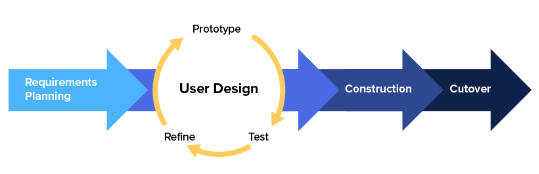 Prototype
Requirements
Planning
User Design
Construction
Cutover
Refine
Test